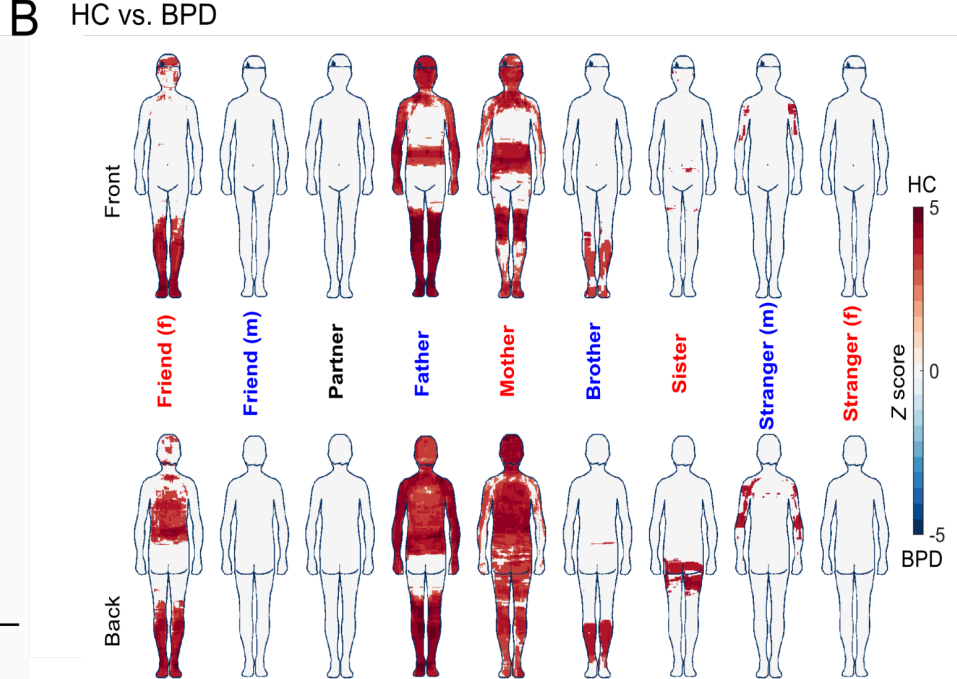 B HC vs. BPD
Front
HC
5
Friend (f)
Friend (m)
Partner
Father
Mother
Brother
Sister
Stranger (m)
Stranger (f)
Z score
0
-5
BPD
Back